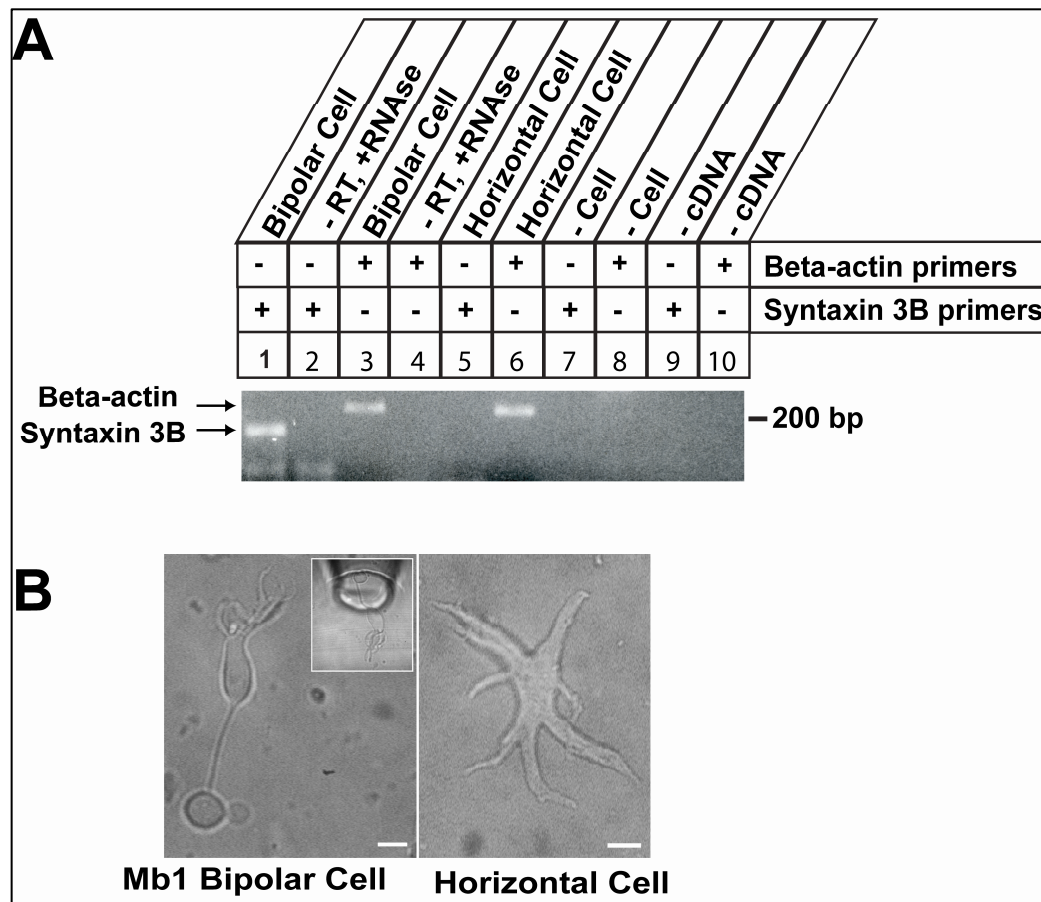 A
Bipolar Cell
- RT, +RNAse
Bipolar Cell
- RT, +RNAse
Horizontal Cell
Horizontal Cell
- Cell
- Cell
- cDNA
- cDNA
- - + + - + - + - + Beta-actin primers
+ + - - + - + - + - Syntaxin 3B primers
1 2 3 4 5 6 7 8 9 10
Beta-actin
Syntaxin 3B
200 bp
B
Mb1 Bipolar Cell
Horizontal Cell